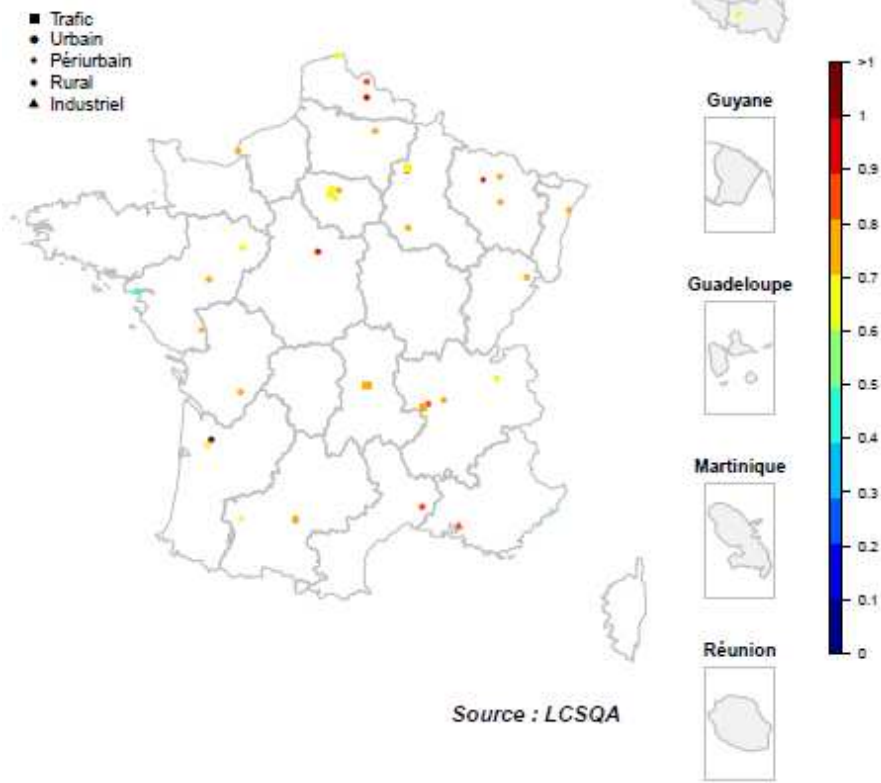 Trafic
Urbain
Périurbain
Rural
Industriel
Guyane
Guadeloupe
Martinique
Réunion
>1
1
0.9
0.8
0.7
0.6
0.5
0.4
0.3
0.2
0.1
0
Source : LCSQA